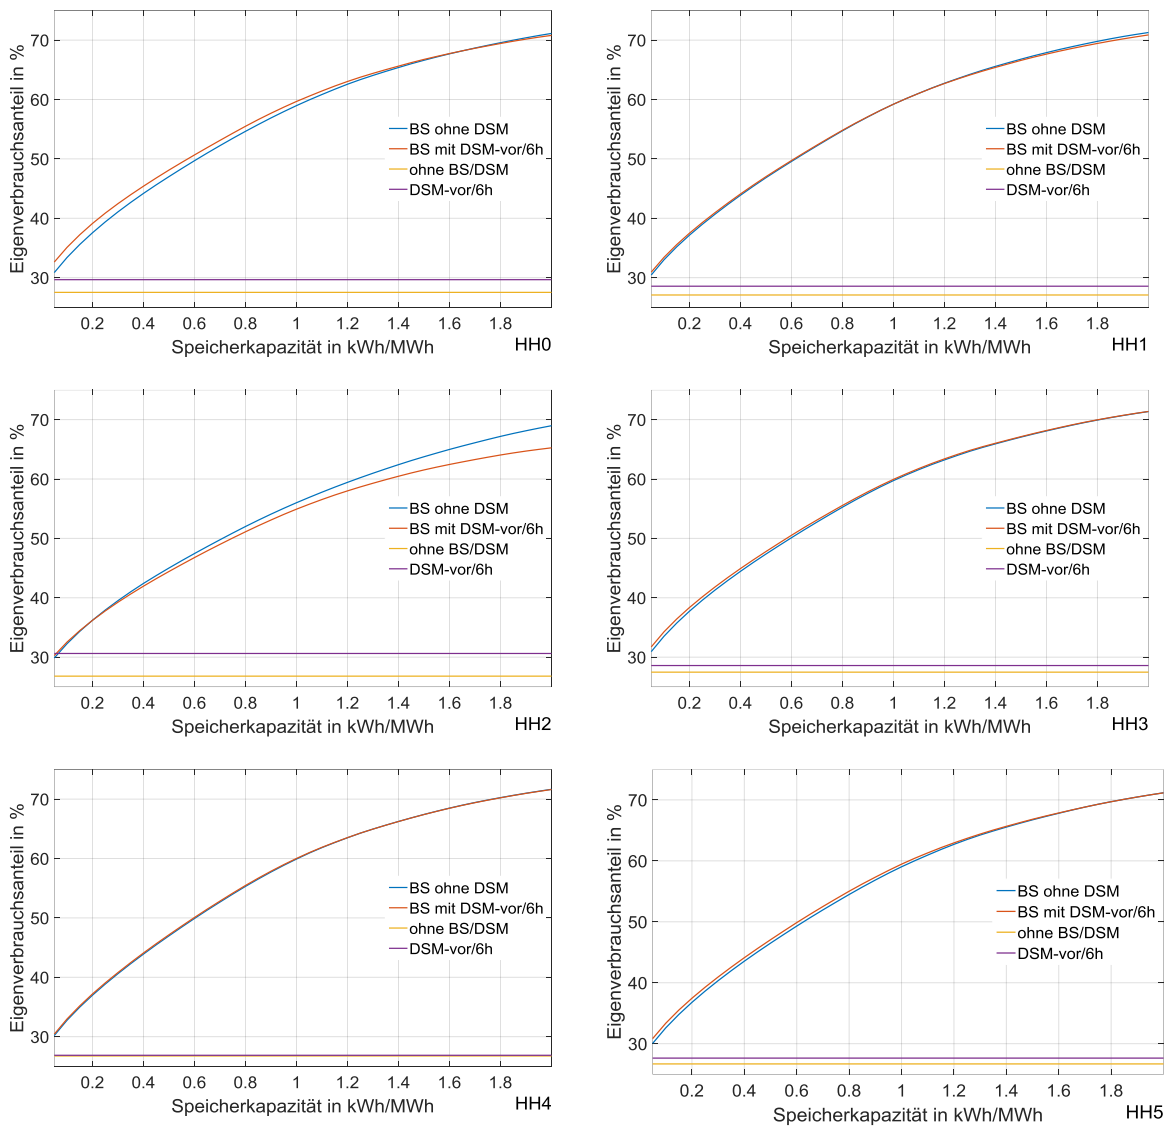 Eigenverbrauchsanteil in %
70
60
50
40
30
BS ohne DSM
BS mit DSM-vor/6h
ohne BS/DSM
DSM-vor/6h
0.2 0.4 0.6 0.8 1 1.2 1.4 1.6 1.8
Speicherkapazität in kWh/MWh
HH0
Eigenverbrauchsanteil in %
70
60
50
40
30
BS ohne DSM
BS mit DSM-vor/6h
ohne BS/DSM
DSM-vor/6h
0.2 0.4 0.6 0.8 1 1.2 1.4 1.6 1.8
Speicherkapazität in kWh/MWh
HH1
Eigenverbrauchsanteil in %
70
60
50
40
30
BS ohne DSM
BS mit DSM-vor/6h
ohne BS/DSM
DSM-vor/6h
0.2 0.4 0.6 0.8 1 1.2 1.4 1.6 1.8
Speicherkapazität in kWh/MWh
HH2
Eigenverbrauchsanteil in %
70
60
50
40
30
BS ohne DSM
BS mit DSM-vor/6h
ohne BS/DSM
DSM-vor/6h
0.2 0.4 0.6 0.8 1 1.2 1.4 1.6 1.8
Speicherkapazität in kWh/MWh
HH3
Eigenverbrauchsanteil in %
70
60
50
40
30
BS ohne DSM
BS mit DSM-vor/6h
ohne BS/DSM
DSM-vor/6h
0.2 0.4 0.6 0.8 1 1.2 1.4 1.6 1.8
Speicherkapazität in kWh/MWh
HH4
Eigenverbrauchsanteil in %
70
60
50
40
30
BS ohne DSM
BS mit DSM-vor/6h
ohne BS/DSM
DSM-vor/6h
0.2 0.4 0.6 0.8 1 1.2 1.4 1.6 1.8
Speicherkapazität in kWh/MWh
HH5